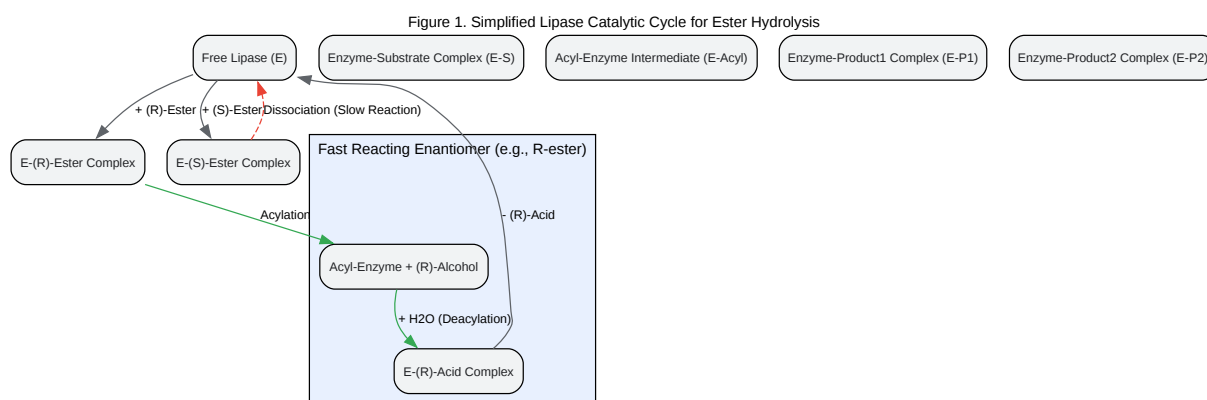 Figure 1. Simplified Lipase Catalytic Cycle for Ester Hydrolysis
Free Lipase (E)
Enzyme-Substrate Complex (E-S)
Acyl-Enzyme Intermediate (E-Acyl)
Enzyme-Product1 Complex (E-P1)
Enzyme-Product2 Complex (E-P2)
+ (R)-Ester
+ (S)-Ester
Dissociation (Slow Reaction)
E-(R)-Ester Complex
E-(S)-Ester Complex
Fast Reacting Enantiomer (e.g., R-ester)
Acylation
- (R)-Acid
Acyl-Enzyme + (R)-Alcohol
+ H2O (Deacylation)
E-(R)-Acid Complex